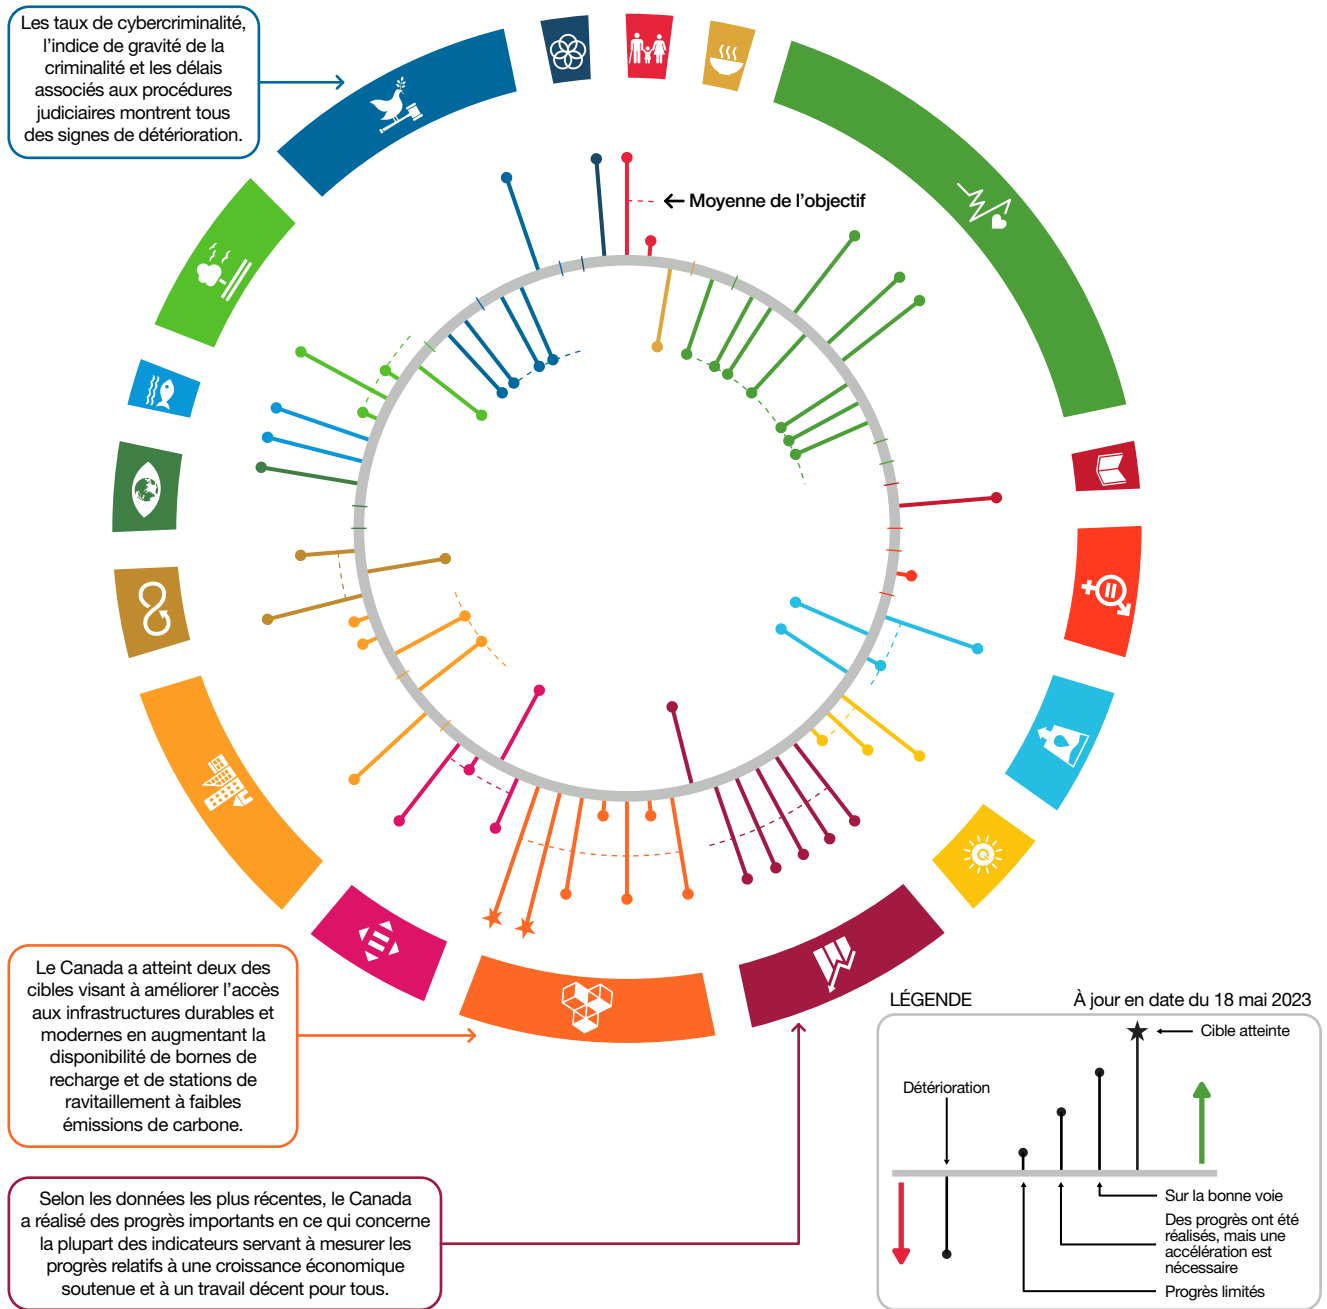 Les taux de cybercriminalité,
l’indice de gravité de la
criminalité et les délais
associés aux procédures
judiciaires montrent tous
des signes de détérioration.
Moyenne de l’objectif
Le Canada a atteint deux des
cibles visant à améliorer l’accès
aux infrastructures durables et
modernes en augmentant la
disponibilité de bornes de
recharge et de stations de
ravitaillement à faibles
émissions de carbone.
Selon les données les plus récentes, le Canada
a réalisé des progrès importants en ce qui concerne
la plupart des indicateurs servant à mesurer les
progrès relatifs à une croissance économique
soutenue et à un travail décent pour tous.
LÉGENDE
À jour en date du 18 mai 2023
Cible atteinte
Détérioration
Sur la bonne voie
Des progrès ont été
réalisés, mais une
accélération est
nécessaire
Progrès limités